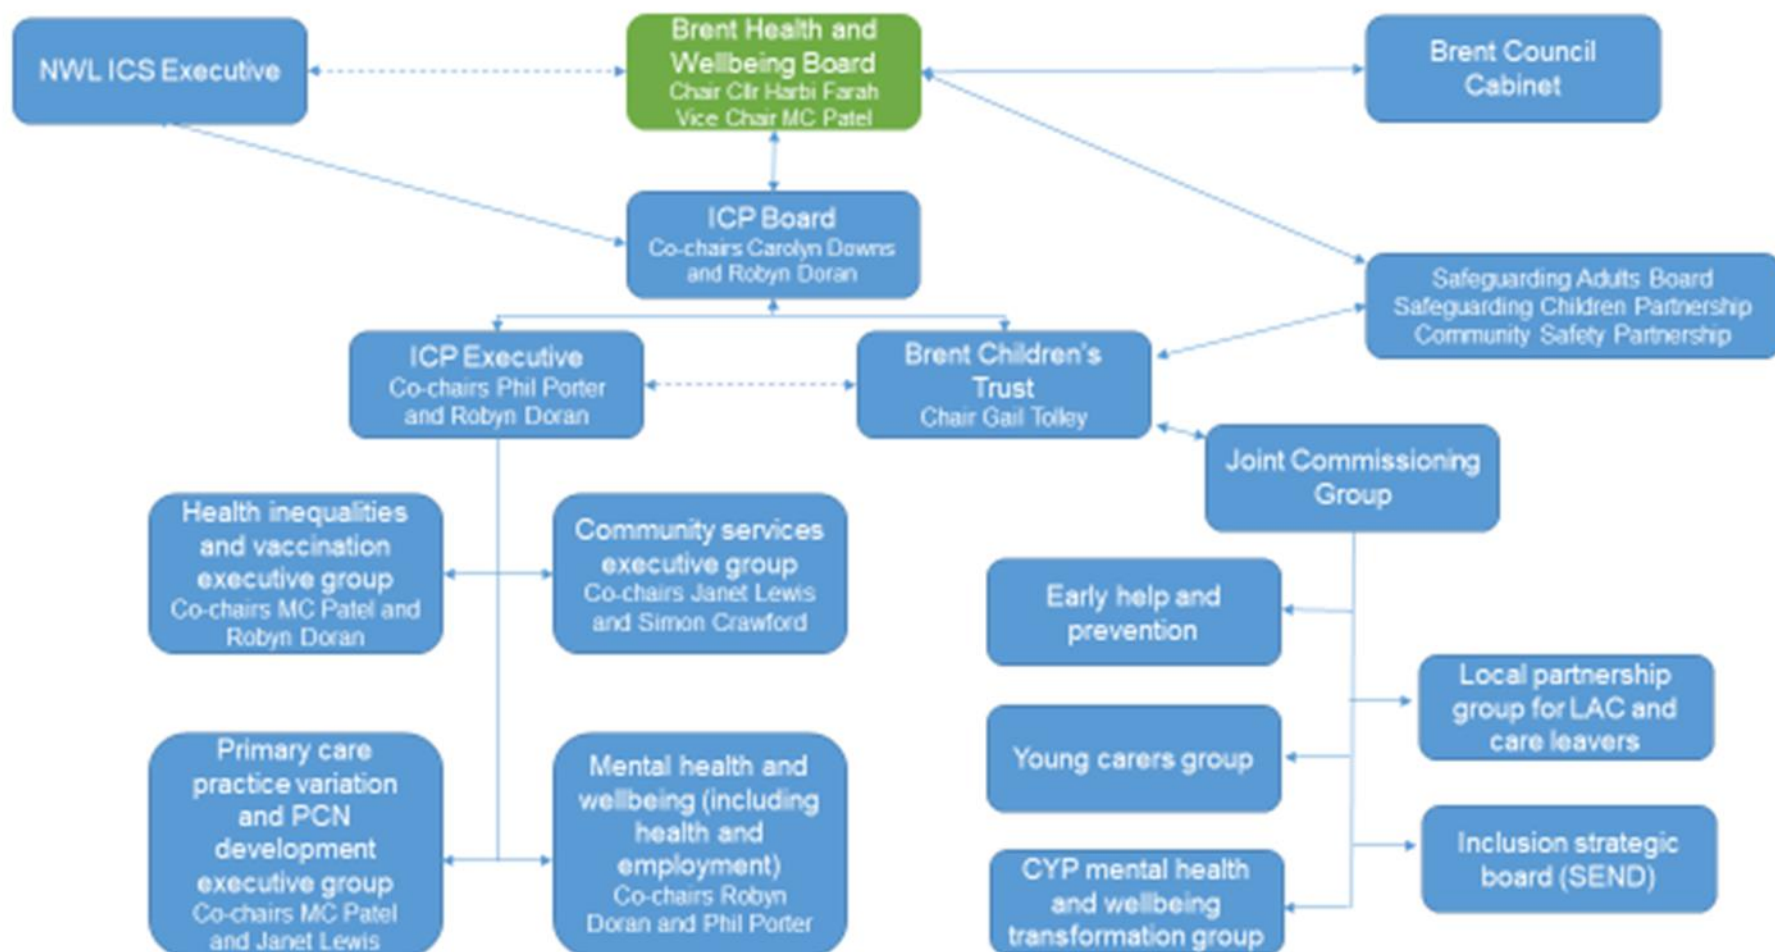 NWL ICS Executive
Brent Health and
Wellbeing Board
Chair Cllr Harbi Farah
Vice Chair MC Patel
Brent Council
Cabinet
ICP Board
Co-chairs Carolyn Downs
and Robyn Doran
Safeguarding Adults Board
Safeguarding Children Partnership
Community Safety Partnership
ICP Executive
Co-chairs Phil Porter
and Robyn Doran
Brent Children's
Trust
Chair Gail Tolley
Joint Commissioning
Group
Health inequalities
and vaccination
executive group
Co-chairs MC Patel and
Robyn Doran
Community services
executive group
Co-chairs Janet Lewis
and Simon Crawford
Early help and
prevention
Local partnership
group for LAC and
care leavers
Primary care
practice variation
and PCN
development
executive group
Co-chairs MC Patel
and Janet Lewis
Mental health and
wellbeing (including
health and
employment)
Co-chairs Robyn
Doran and Phil Porter
Young carers group
Inclusion strategic
board (SEND)
CYP mental health
and wellbeing
transformation group